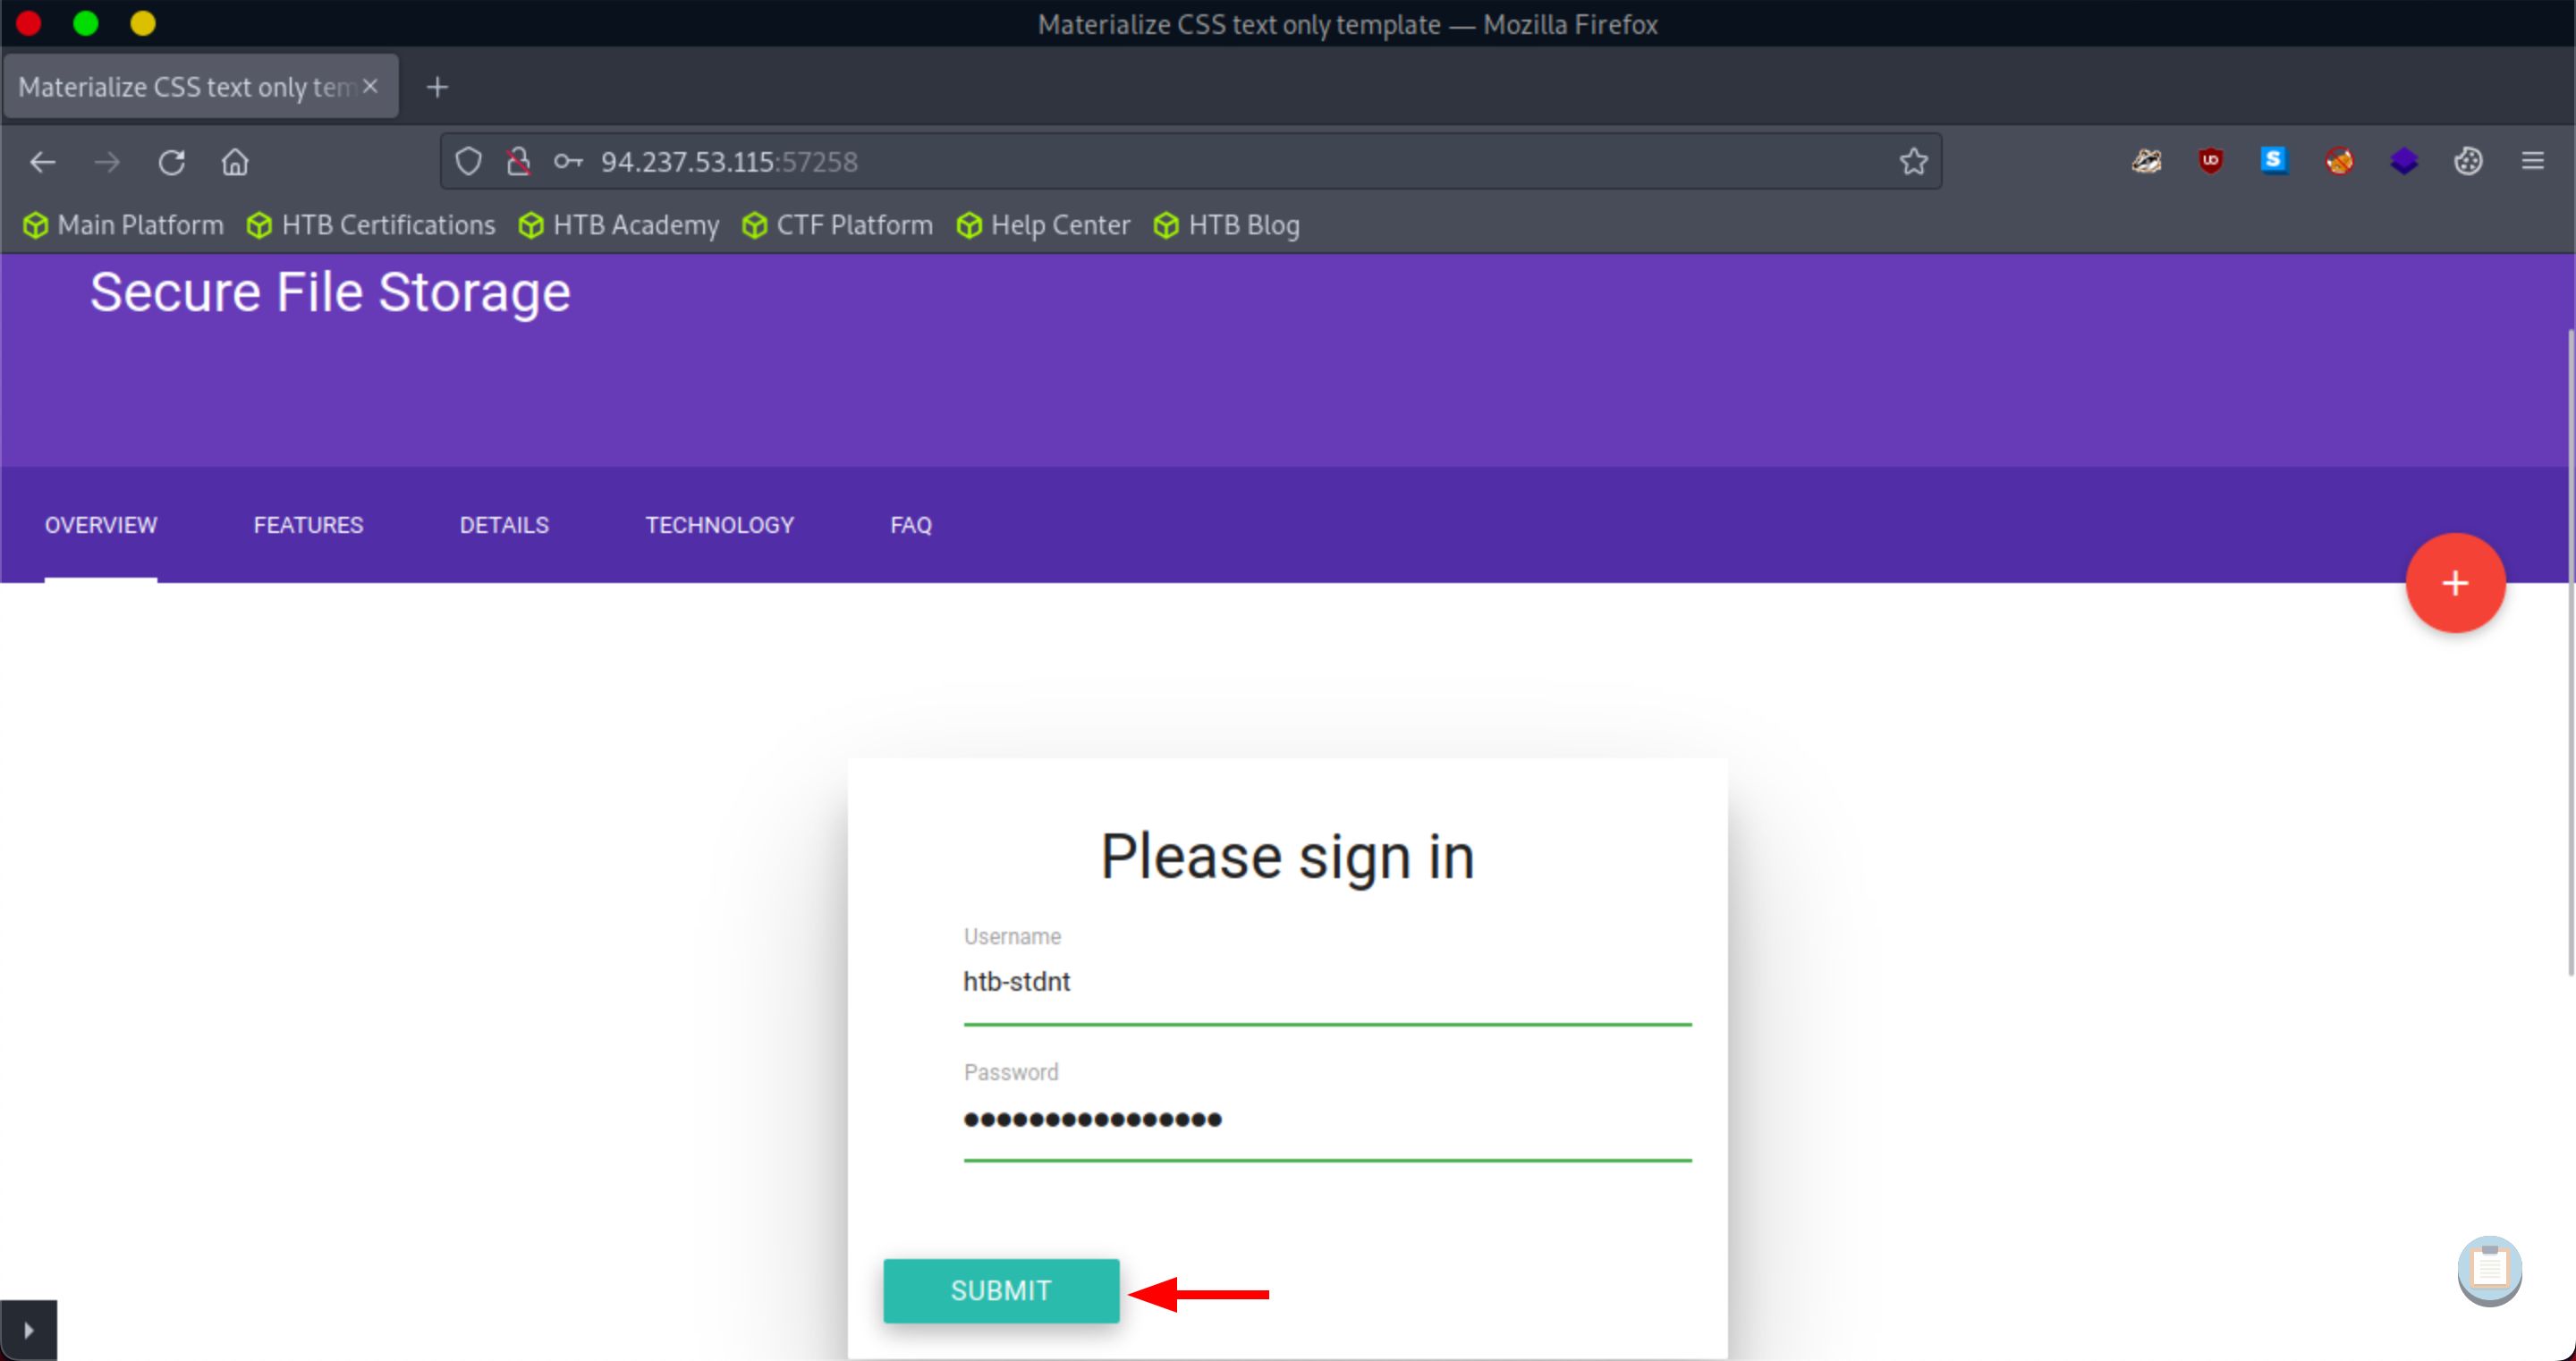 Materialize CSS text only template — Mozilla Firefox
Materialize CSS text only tem
94.237.53.115:57258
Main Platform HTB Certifications HTB Academy CTF Platform Help Center HTB Blog
Secure File Storage
OVERVIEW FEATURES DETAILS TECHNOLOGY FAQ
Please sign in
Username
htb-stdnt
Password
SUBMIT